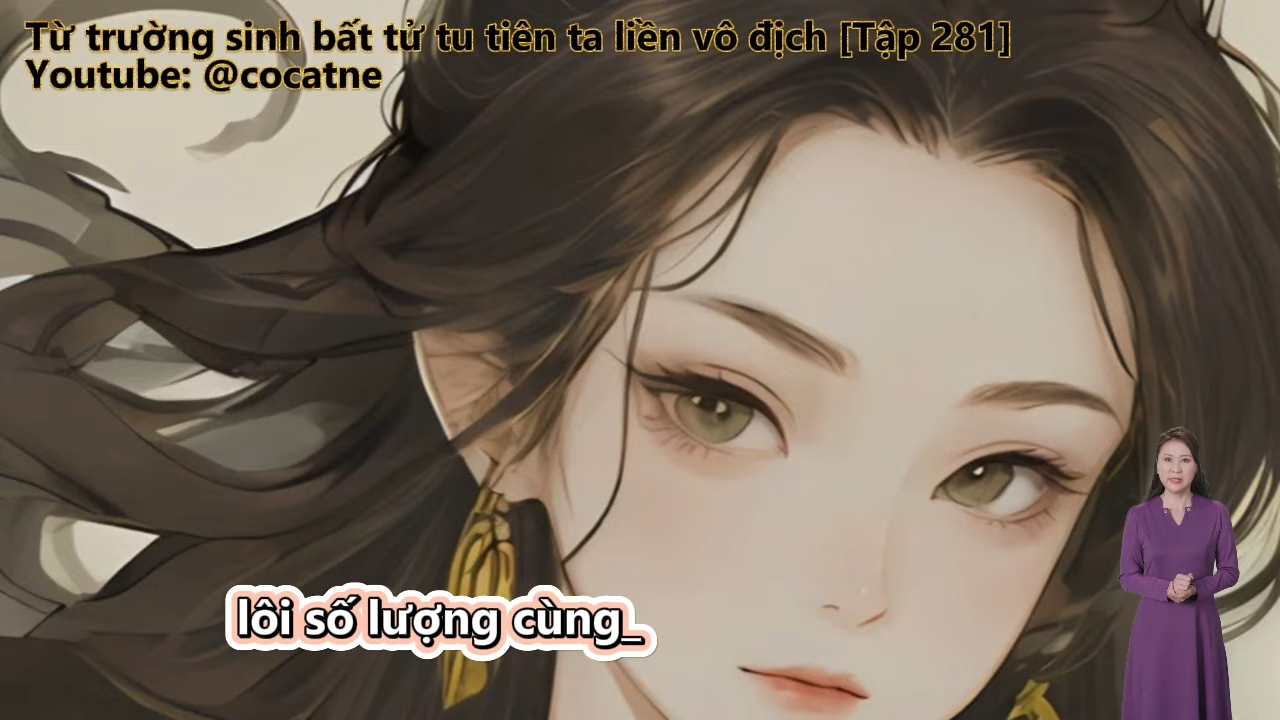 Từ trường sinh bất tử tu tiên ta liền vô địch [Tập 281]
Youtube: @cocatne
lôi số lượng cùng_